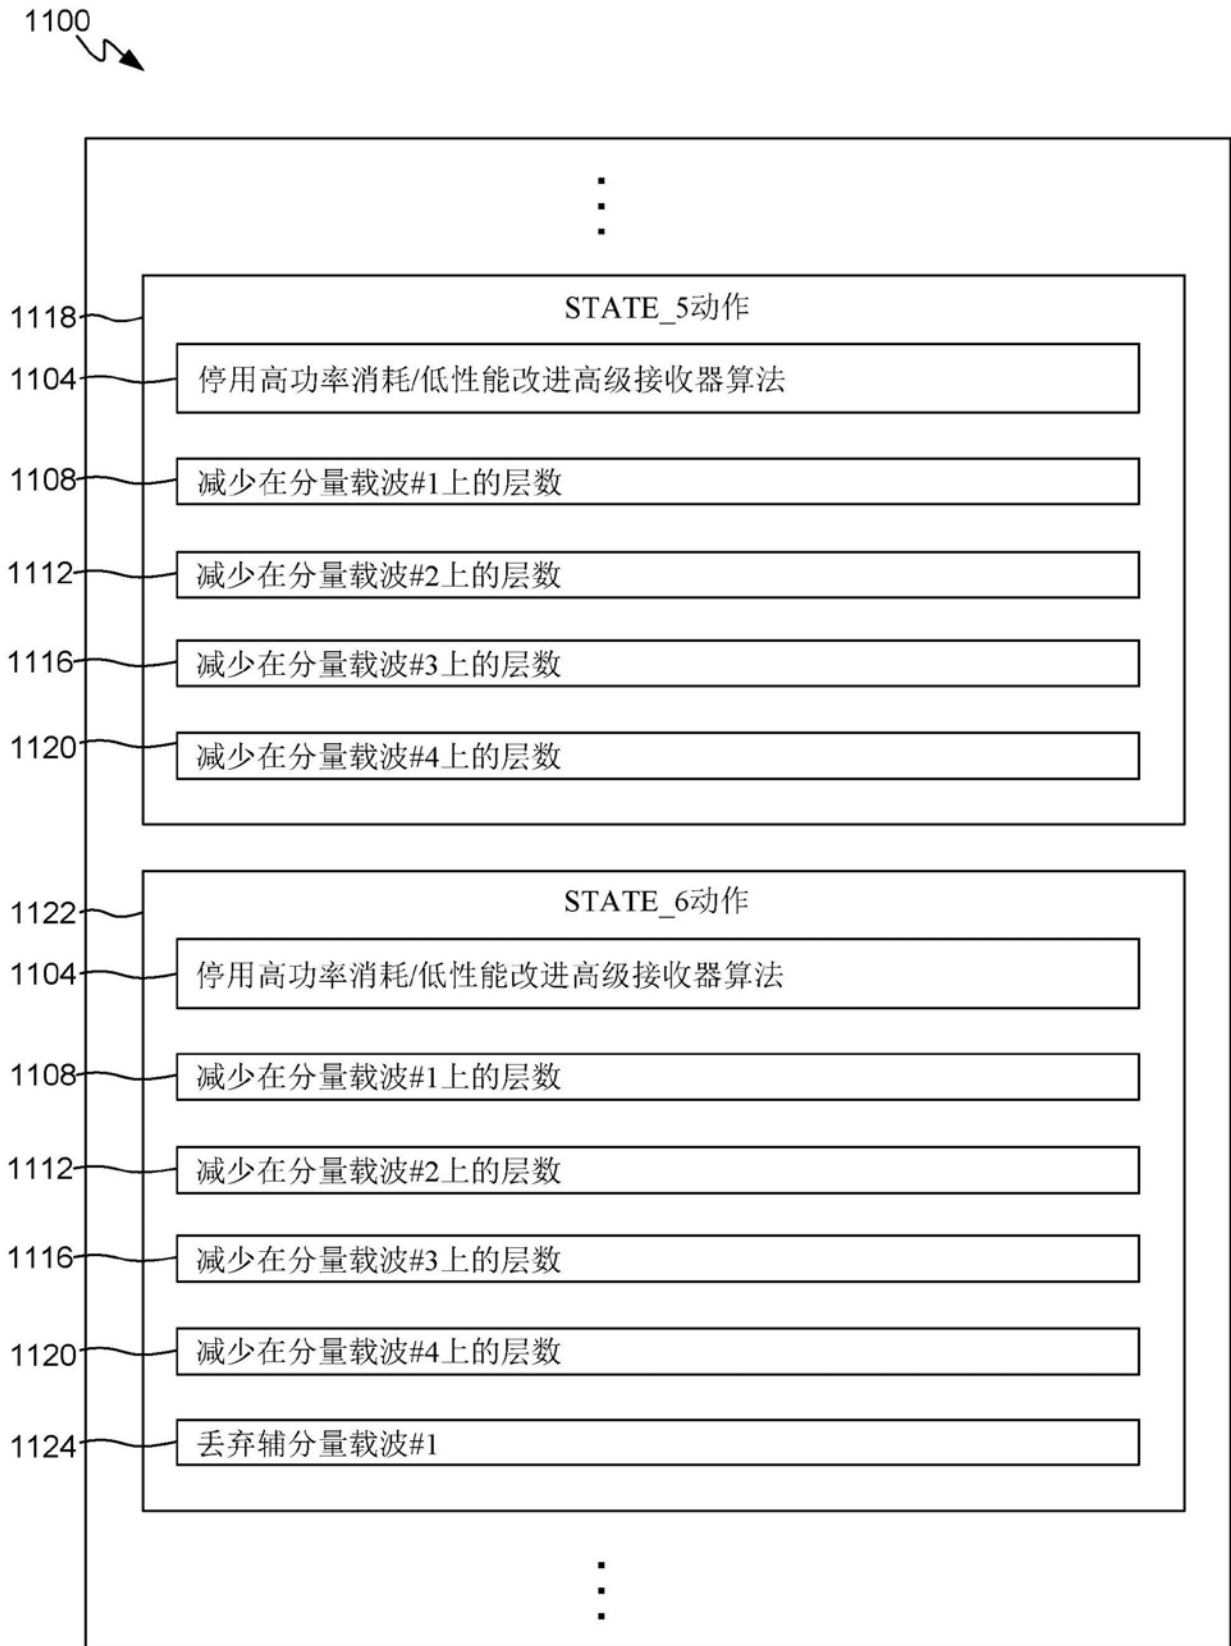 1100
STATE_5动作
1118
1104 停用高功率消耗/低性能改进高级接收器算法
1108 减少在分量载波#1上的层数
1112 减少在分量载波#2上的层数
1116 减少在分量载波#3上的层数
1120 减少在分量载波#4上的层数
STATE_6动作
1122
1104 停用高功率消耗/低性能改进高级接收器算法
1108 减少在分量载波#1上的层数
1112 减少在分量载波#2上的层数
1116 减少在分量载波#3上的层数
1120 减少在分量载波#4上的层数
1124 丢弃辅分量载波#1